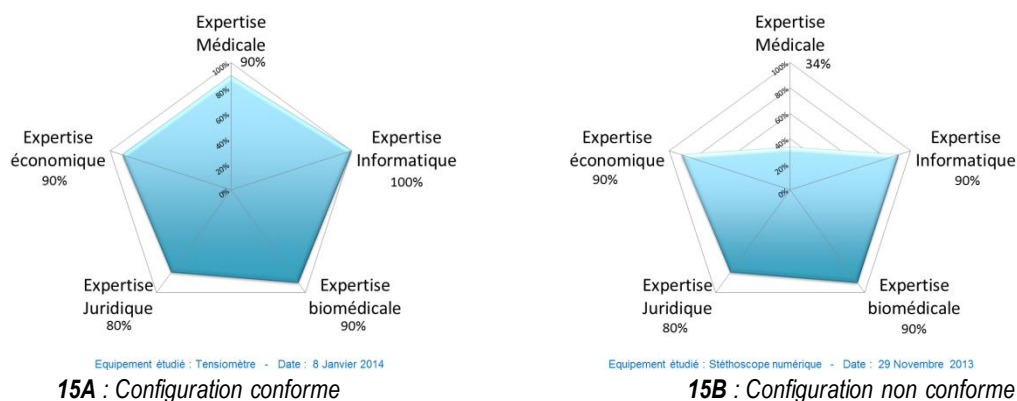 Expertise
Médicale
90%
100%
80%
60%
40%
20%
0%
Expertise
économique
90%
Expertise
Informatique
100%
Expertise
Juridique
80%
Expertise
biomédicale
90%
Equipement étudié : Tensiomètre - Date : 8 Janvier 2014
15A : Configuration conforme
Expertise
Médicale
34%
100%
80%
60%
40%
20%
0%
Expertise
économique
90%
Expertise
Informatique
90%
Expertise
Juridique
80%
Expertise
biomédicale
90%
Equipement étudié : Stéthoscope numérique - Date : 29 Novembre 2013
15B : Configuration non conforme